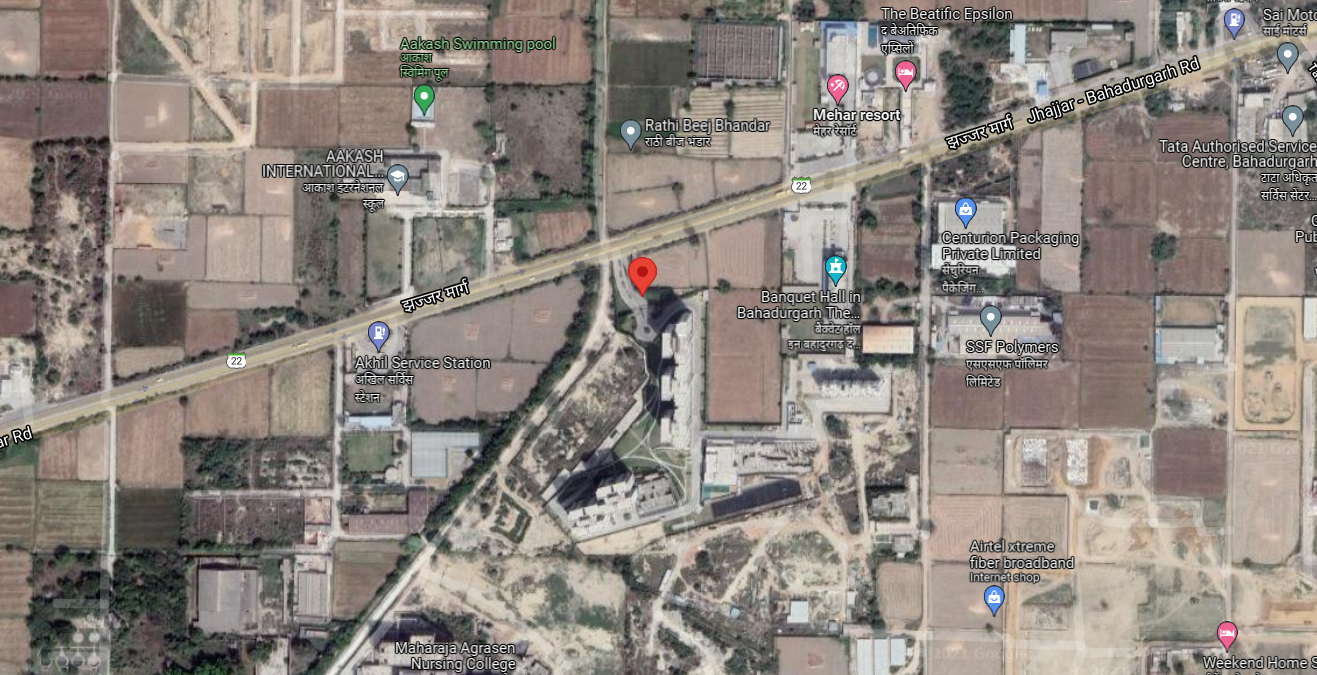 The Beatific Epsilon
द बेअतिफिक
एप्सिलॉ
Sai Moto
साई मोटर्स
Aakash Swimming pool
आकाश
स्विमिंग पूल
Jhajjar - Bahadurgarh Rd
झज्जर मार्ग
Mehar resort
मेहर रेसॉर्ट
Rathi Beej Bhandar
राठी बीज भंडार
Tata Authorised Service
Centre, Bahadurgarh
टाटा अधिकृत
सर्विस सेंटर...
AAKASH
INTERNATIONAL...
आकाश इंटरनेशनल
स्कूल
22
Centurion Packaging
Private Limited
सेंचुरियन
पैकेजिंग...
Pub
झज्जर मार्ग
Banquet Hall in
Bahadurgarh The...
बैंक्वेट हॉल
इन बहादुरगढ़ द...
SSF Polymers
एसएसएफ पॉलिमर
लिमिटेड
22
Akhil Service Station
अखिल सर्विस
स्टेशन
ar Rd
Airtel xtreme
fiber broadband
Internet shop
Maharaja Agrasen
Nursing College
Weekend Home S